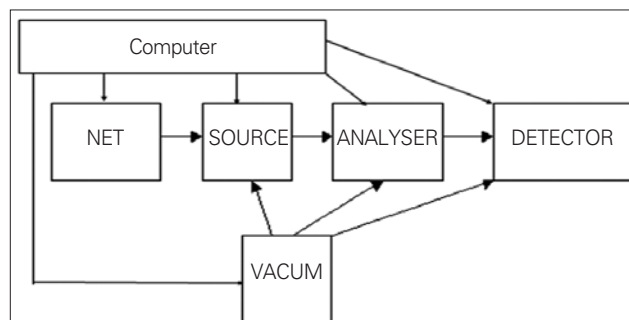 Computer
NET
SOURCE
ANALYSER
DETECTOR
VACUM